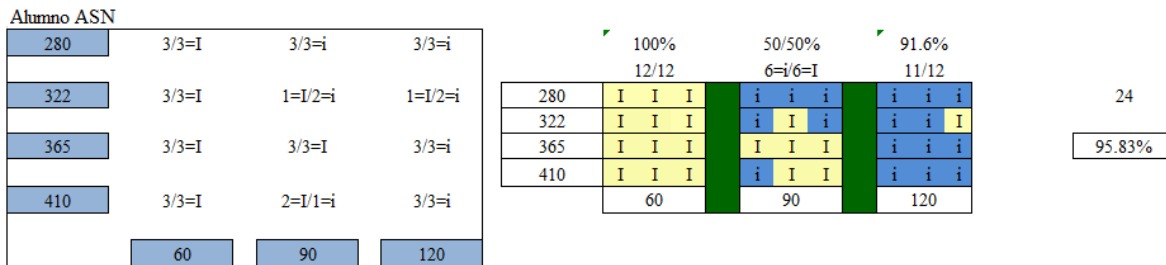 Alumno ASN
280 3/3=I 3/3=i 3/3=i
322 3/3=I 1=I/2=i 1=I/2=i
365 3/3=I 3/3=I 3/3=i
410 3/3=I 2=I/1=i 3/3=i
60 90 120
100% 50/50% 91.6%
12/12 6=i/6=I 11/12
280 I I I i i i i i i
322 I I I i I i i i I
365 I I I I I I i i i
410 I I I i I I i i i
60 90 120
24
95.83%